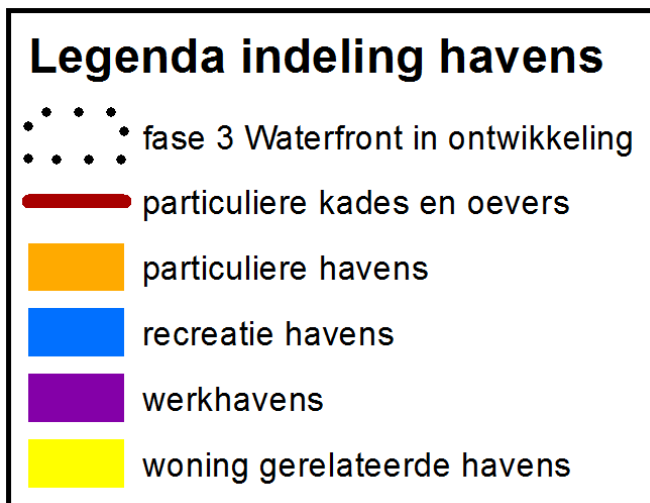 Legenda indeling havens
fase 3 Waterfront in ontwikkeling
particuliere kades en oevers
particuliere havens
recreatie havens
werkhavens
woning gerelateerde havens